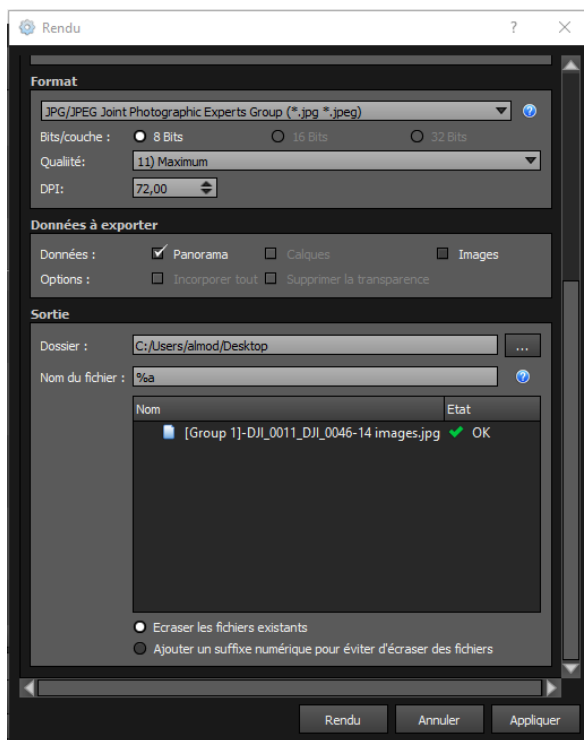 Rendu
Format
JPG/JPEG Joint Photographic Experts Group (*.jpg *.jpeg)
Bits/couche : 8 Bits 16 Bits 32 Bits
Qualiité: 11) Maximum
DPI: 72,00
Données à exporter
Données : Panorama Calques Images
Options : Incorporer tout Supprimer la transparence
Sortie
Dossier : C:/Users/almod/Desktop ...
Nom du fichier : %a
Nom Etat
[Group 1]-DJI_0011_DJI_0046-14 images.jpg OK
Ecraser les fichiers existants
Ajouter un suffixe numérique pour éviter d'écraser des fichiers
Rendu Annuler Appliquer